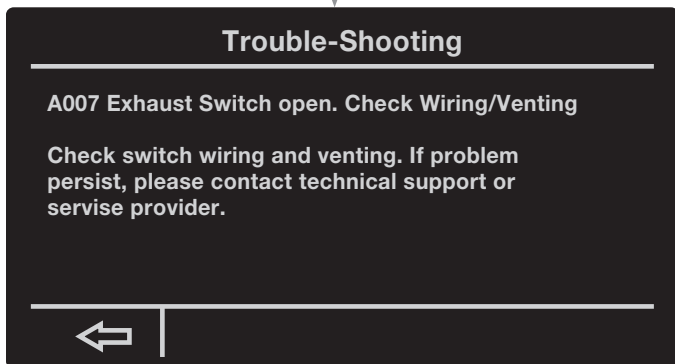 Trouble-Shooting
A007 Exhaust Switch open. Check Wiring/Venting
Check switch wiring and venting. If problem
persist, please contact technical support or
servise provider.